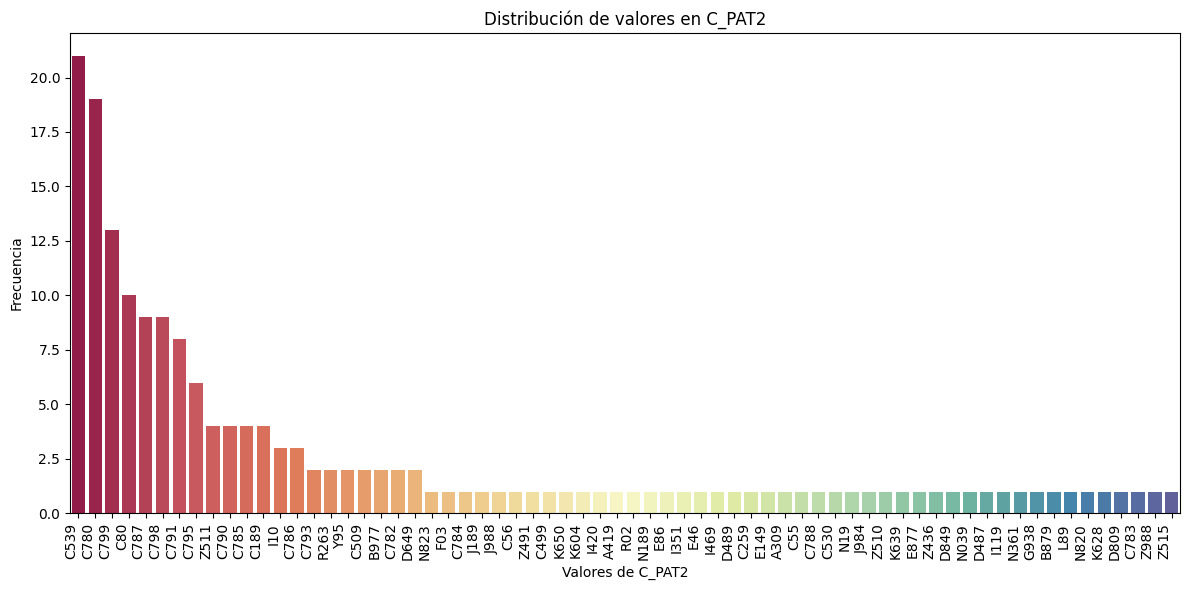 Distribución de valores en C_PAT2
Frecuencia
20.0
17.5
15.0
12.5
10.0
7.5
5.0
2.5
0.0
C539 C780 C799 C80 C787 C798 C791 C795 Z511 C790 C785 C189 I10 C786 C793 R263 Y95 C509 B977 C782 D649 N823 F03 C784 J189 J988 C56 Z491 C499 K650 K604 I420 A419 R02 N189 E86 I351 E46 I469 D489 C259 E149 A309 C55 C788 C530 N19 J984 Z510 K639 E877 Z436 D849 N039 D487 I119 N361 G938 B879 L89 N820 K628 D809 C783 Z988 Z515
Valores de C_PAT2